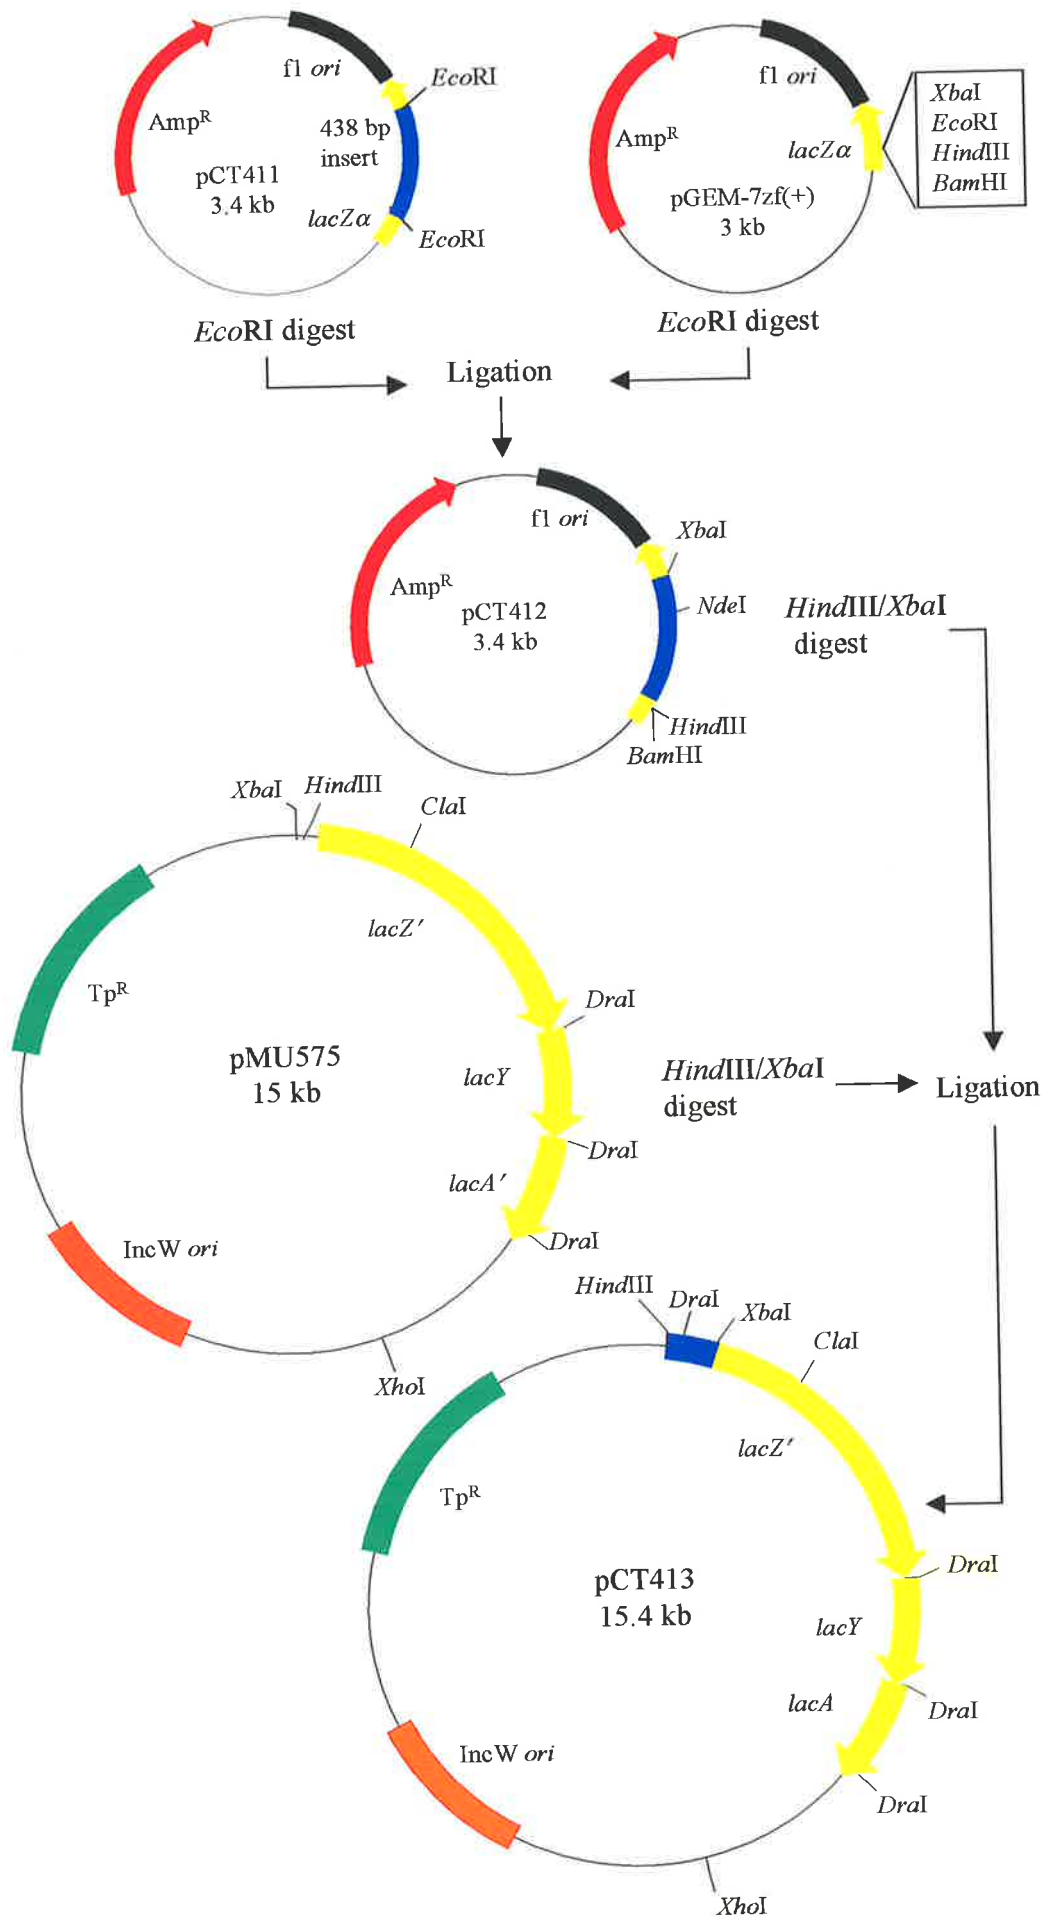 f1 ori
EcoRI
AmpR
438 bp
insert
pCT411
3.4 kb
lacZα
EcoRI
f1 ori
AmpR
lacZα
pGEM-7zf(+)
3 kb
XbaI
EcoRI
HindIII
BamHI
EcoRI digest
EcoRI digest
Ligation
f1 ori
XbaI
AmpR
NdeI
pCT412
3.4 kb
HindIII
BamHI
HindIII/XbaI
digest
XbaI
HindIII
ClaI
lacZ'
TpR
DraI
pMU575
15 kb
lacY
DraI
lacA'
DraI
IncW ori
XhoI
HindIII/XbaI
digest
Ligation
HindIII
DraI
XbaI
ClaI
lacZ'
TpR
DraI
pCT413
15.4 kb
lacY
lacA
DraI
IncW ori
DraI
XhoI